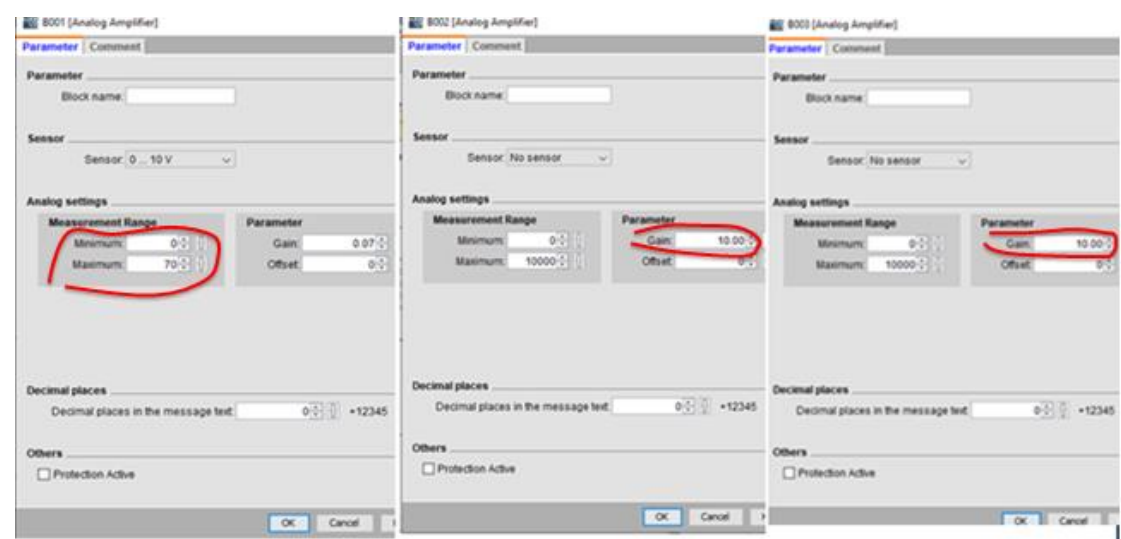 B001 [Analog Amplifier]
Parameter Comment
Parameter
Block name:
Sensor
Sensor: 0 ... 10 V
Analog settings
Measurement Range Parameter
Minimum: 0 Gain: 0.07
Maximum: 70 Offset: 0
Decimal places
Decimal places in the message text: 0 +12345
Others
Protection Active
OK Cancel
B002 [Analog Amplifier]
Parameter Comment
Parameter
Block name:
Sensor
Sensor: No sensor
Analog settings
Measurement Range Parameter
Minimum: 0 Gain: 10.00
Maximum: 10000 Offset: 0
Decimal places
Decimal places in the message text: 0 +12345
Others
Protection Active
OK Cancel
B003 [Analog Amplifier]
Parameter Comment
Parameter
Block name:
Sensor
Sensor: No sensor
Analog settings
Measurement Range Parameter
Minimum: 0 Gain: 10.00
Maximum: 10000 Offset: 0
Decimal places
Decimal places in the message text: 0 +12345
Others
Protection Active
OK Cancel